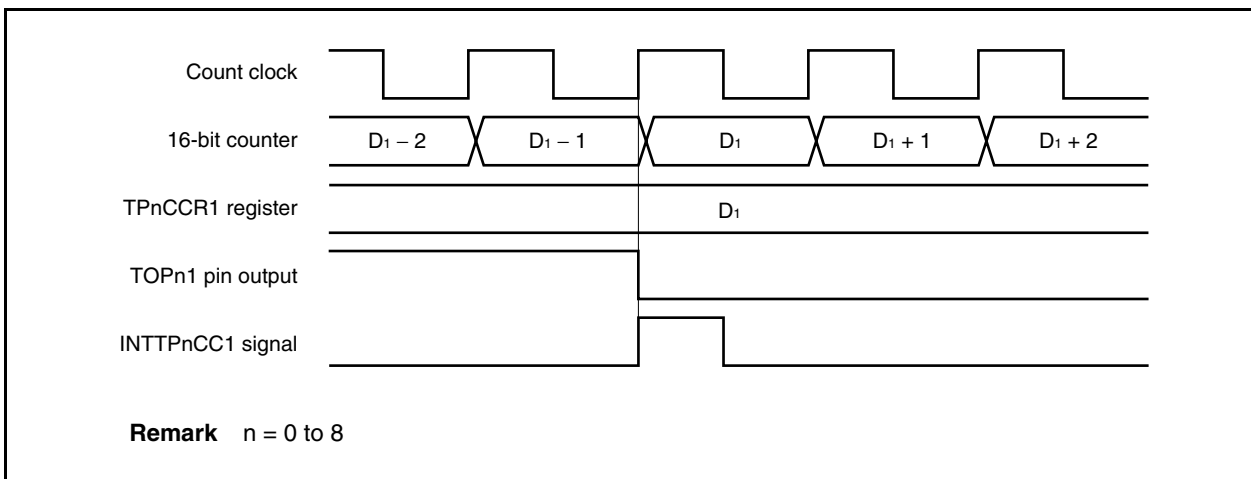 Count clock
16-bit counter D₁ – 2 D₁ – 1 D₁ D₁ + 1 D₁ + 2
TPnCCR1 register D₁
TOPn1 pin output
INTTPnCC1 signal
Remark n = 0 to 8